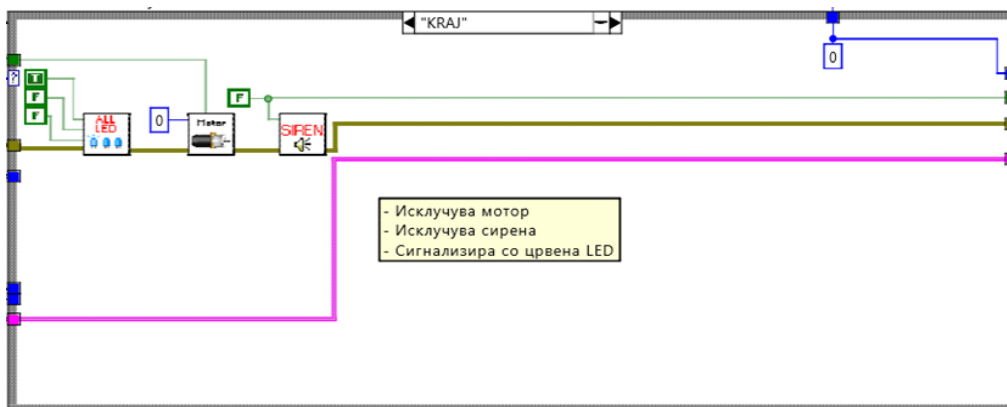 "KRAJ"
0
?
T
F
F
F
ALL
LED
0
Motor
SIREN
- Исклучува мотор
- Исклучува сирена
- Сигнализира со црвена LED